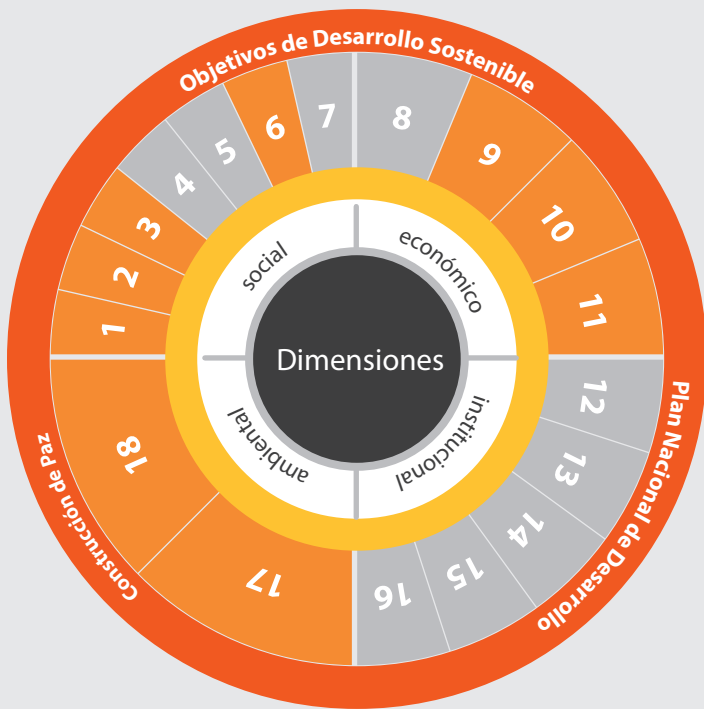 Objetivos de Desarrollo Sostenible
Plan Nacional de Desarrollo
Construcción de Paz
1
2
3
4
5
6
7
8
9
10
11
12
13
14
15
16
17
18
social
económico
institucional
ambiental
Dimensiones